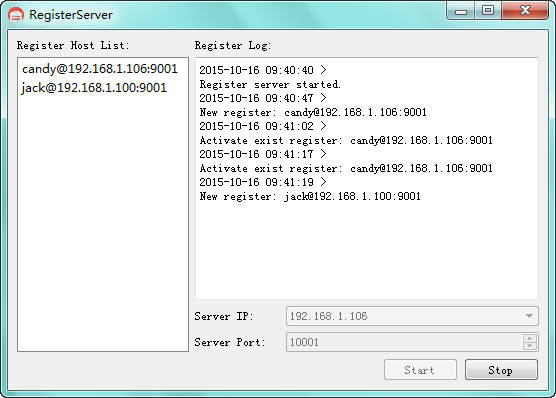 RegisterServer
Register Host List:
candy@192.168.1.106:9001
jack@192.168.1.100:9001
Register Log:
2015-10-16 09:40:40 >
Register server started.
2015-10-16 09:40:47 >
New register: candy@192.168.1.106:9001
2015-10-16 09:41:02 >
Activate exist register: candy@192.168.1.106:9001
2015-10-16 09:41:17 >
Activate exist register: candy@192.168.1.106:9001
2015-10-16 09:41:19 >
New register: jack@192.168.1.100:9001
Server IP: 192.168.1.106
Server Port: 10001
Start Stop